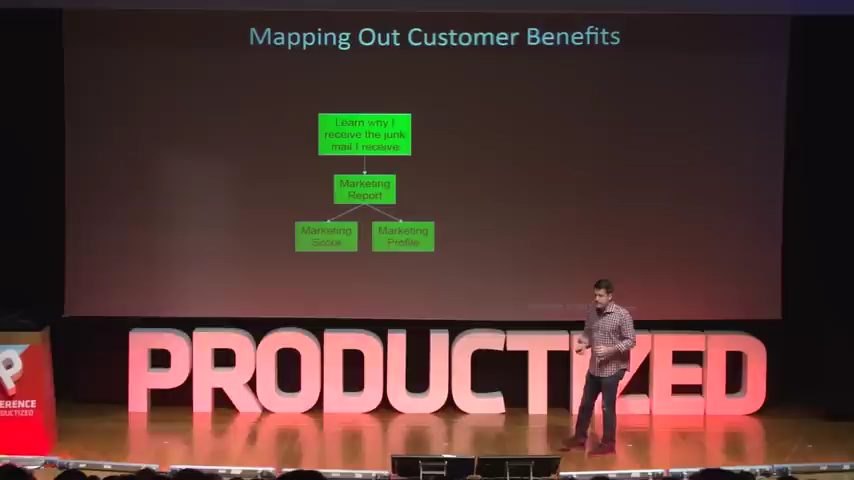 Mapping Out Customer Benefits
Learn why I
receive the junk
mail I receive
Marketing
Report
Marketing
Score
Marketing
Profile
PRODUCTIZED
P
ERENCE
DUCTIZED